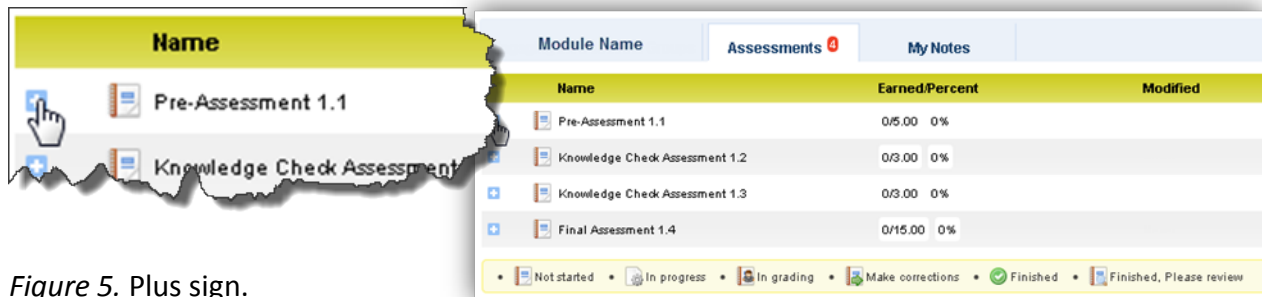 Name
Pre-Assessment 1.1
Knowledge Check Assessment
Module Name Assessments 4 My Notes
Name Earned/Percent Modified
Pre-Assessment 1.1 0/5.00 0%
Knowledge Check Assessment 1.2 0/3.00 0%
Knowledge Check Assessment 1.3 0/3.00 0%
Final Assessment 1.4 0/15.00 0%
• Not started • In progress • In grading • Make corrections • Finished • Finished, Please review
Figure 5. Plus sign.